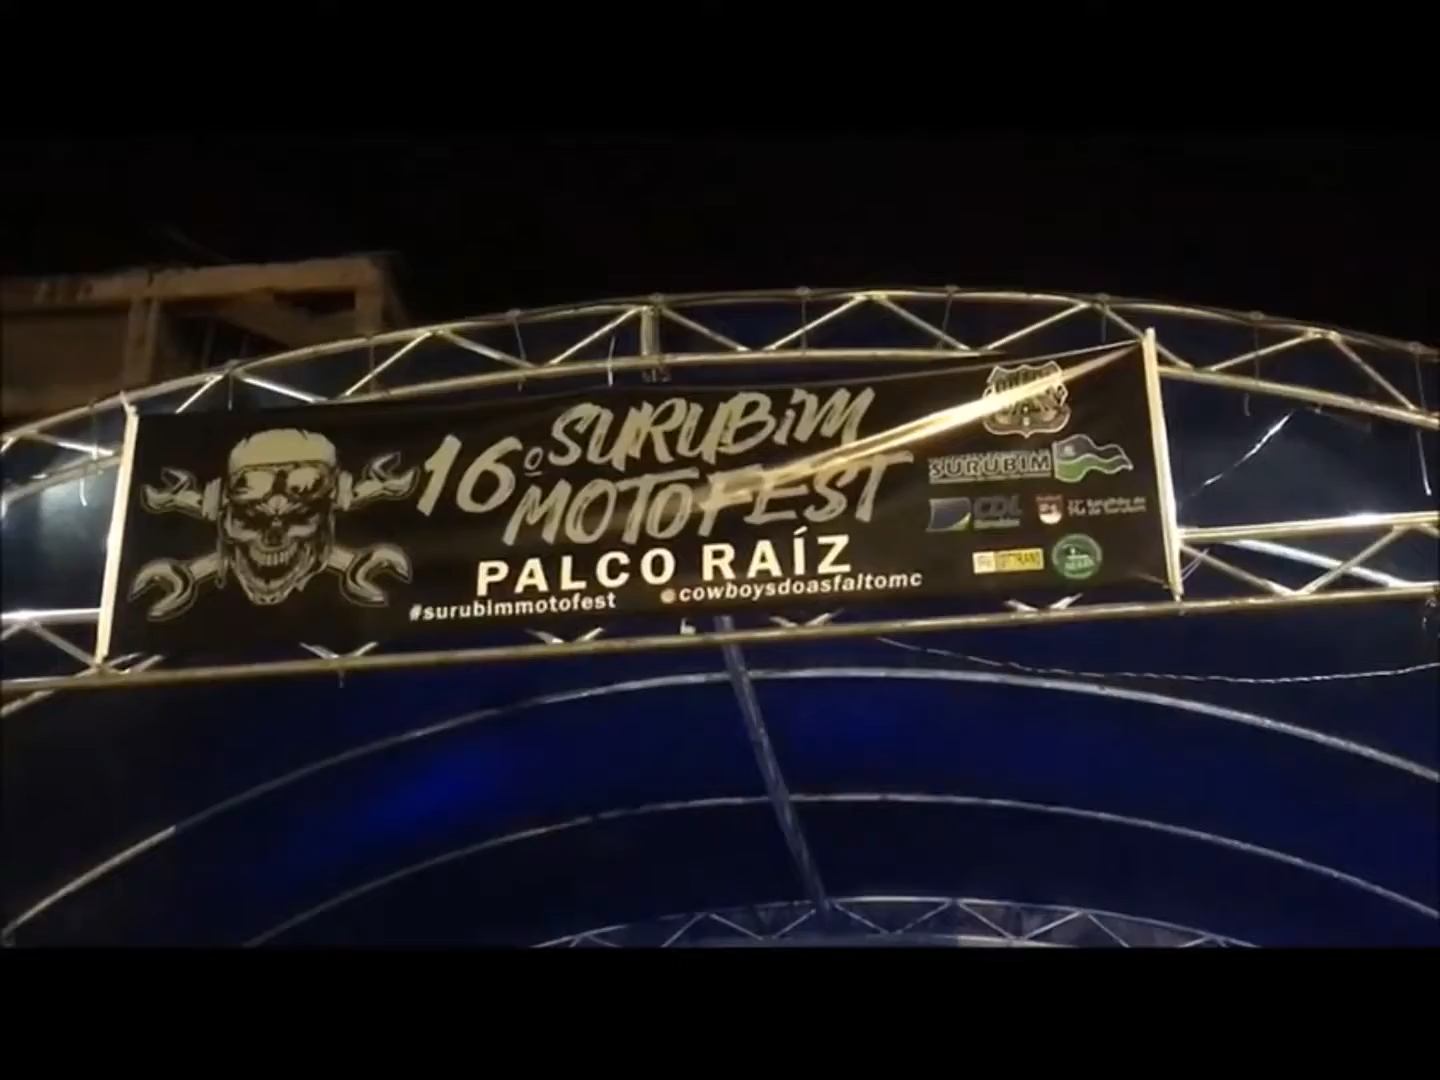 16º SURUBIM
MOTOFEST
PALCO RAÍZ
#surubimmotofest @cowboysdoasfaltomc
SURUBIM
CDL